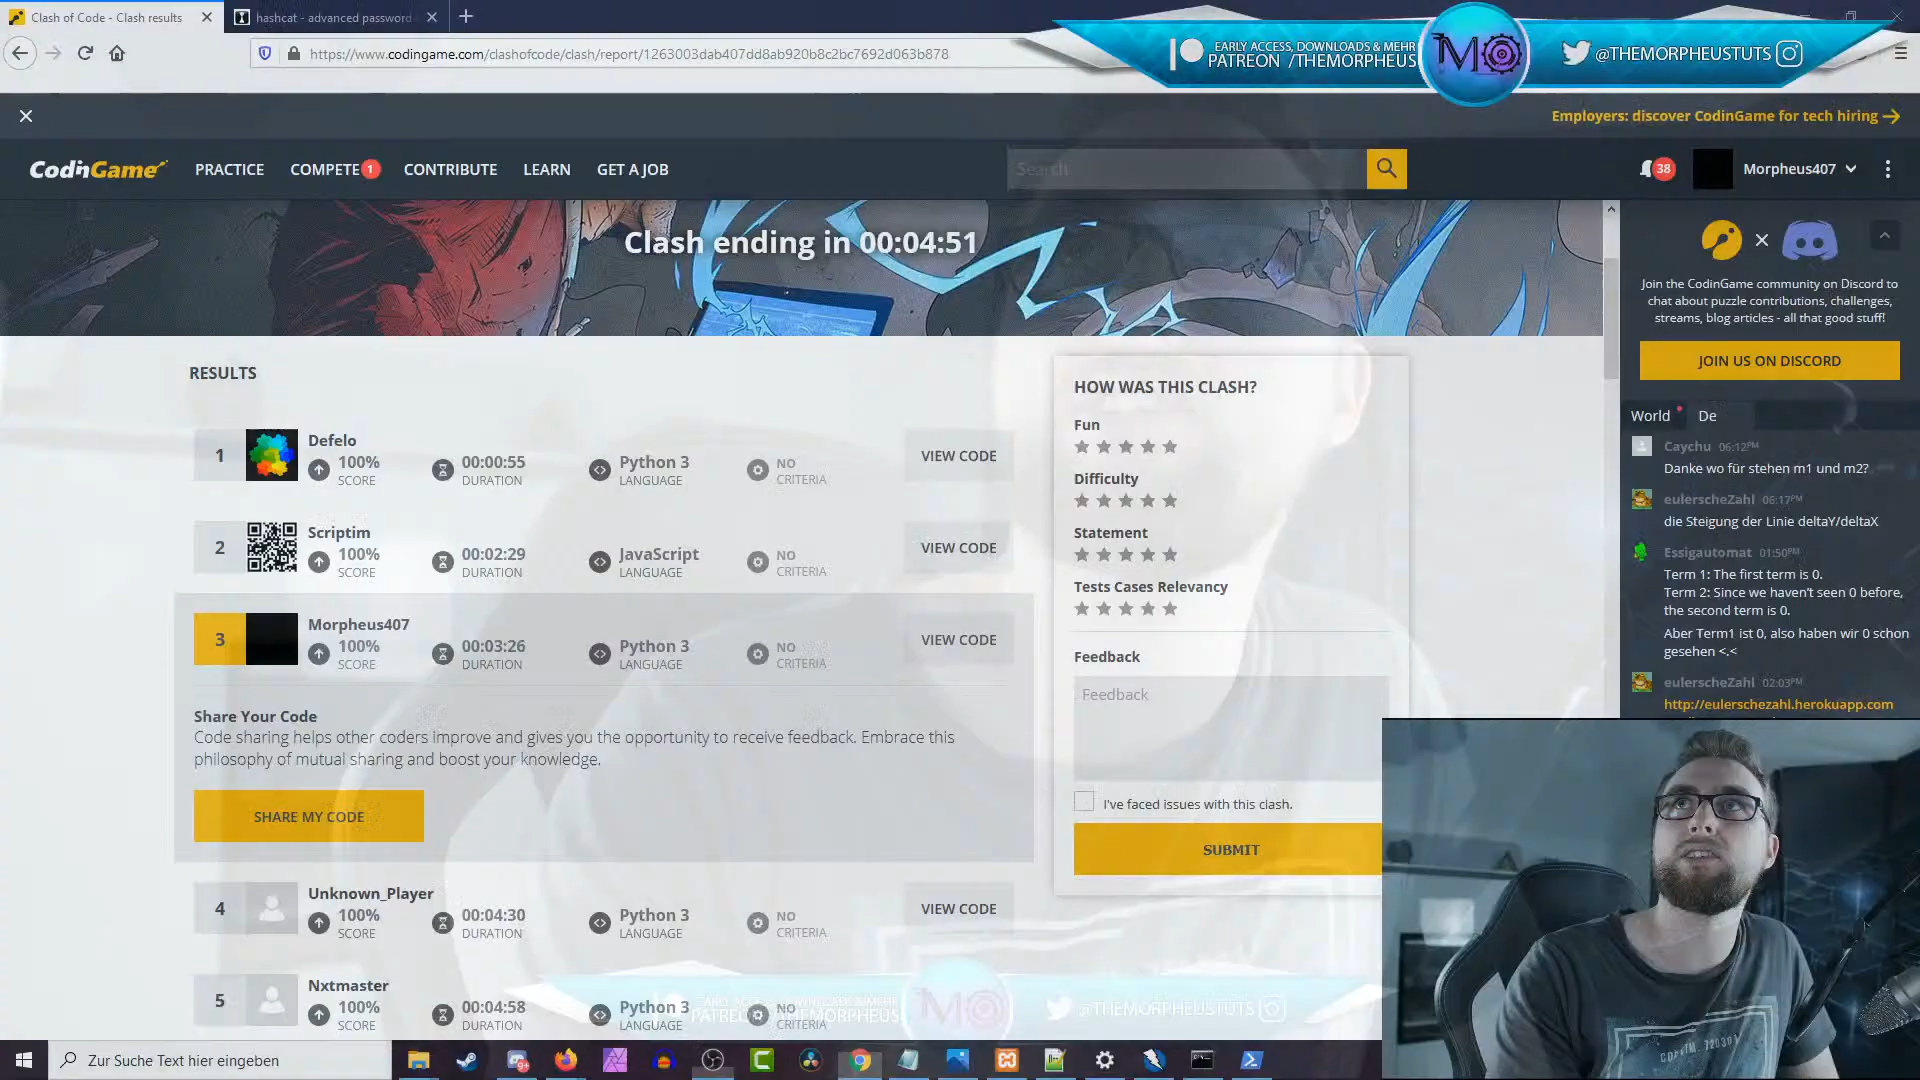 Clash of Code - Clash results
hashcat - advanced password
https://www.codingame.com/clashofcode/clash/report/1263003dab407dd8ab920b8c2bc7692d063b878
EARLY ACCESS, DOWNLOADS & MEHR
PATREON /THEMORPHEUS
MO
@THEMORPHEUSTUTS
Employers: discover CodinGame for tech hiring
CodinGame
PRACTICE
COMPETE
1
CONTRIBUTE
LEARN
GET A JOB
Search
38
Morpheus407
Clash ending in 00:04:51
Join the CodinGame community on Discord to
chat about puzzle contributions, challenges,
streams, blog articles - all that good stuff!
JOIN US ON DISCORD
RESULTS
1
Defelo
100%
SCORE
00:00:55
DURATION
Python 3
LANGUAGE
NO
CRITERIA
VIEW CODE
2
Scriptim
100%
SCORE
00:02:29
DURATION
JavaScript
LANGUAGE
NO
CRITERIA
VIEW CODE
3
Morpheus407
100%
SCORE
00:03:26
DURATION
Python 3
LANGUAGE
NO
CRITERIA
VIEW CODE
Share Your Code
Code sharing helps other coders improve and gives you the opportunity to receive feedback. Embrace this
philosophy of mutual sharing and boost your knowledge.
SHARE MY CODE
4
Unknown_Player
100%
SCORE
00:04:30
DURATION
Python 3
LANGUAGE
NO
CRITERIA
VIEW CODE
5
Nxtmaster
100%
SCORE
00:04:58
DURATION
Python 3
LANGUAGE
NO
CRITERIA
HOW WAS THIS CLASH?
Fun
Difficulty
Statement
Tests Cases Relevancy
Feedback
Feedback
I've faced issues with this clash.
SUBMIT
World
De
Caychu 06:12PM
Danke wo für stehen m1 und m2?
eulerscheZahl 06:17PM
die Steigung der Linie deltaY/deltaX
Essigautomat 01:50PM
Term 1: The first term is 0.
Term 2: Since we haven't seen 0 before,
the second term is 0.
Aber Term1 ist 0, also haben wir 0 schon
gesehen <.<
eulerscheZahl 02:03PM
http://eulerschezahl.herokuapp.com
EARLY ACCESS, DOWNLOADS & MEHR
PATREON /THEMORPHEUS
MO
@THEMORPHEUSTUTS
Zur Suche Text hier eingeben
9+